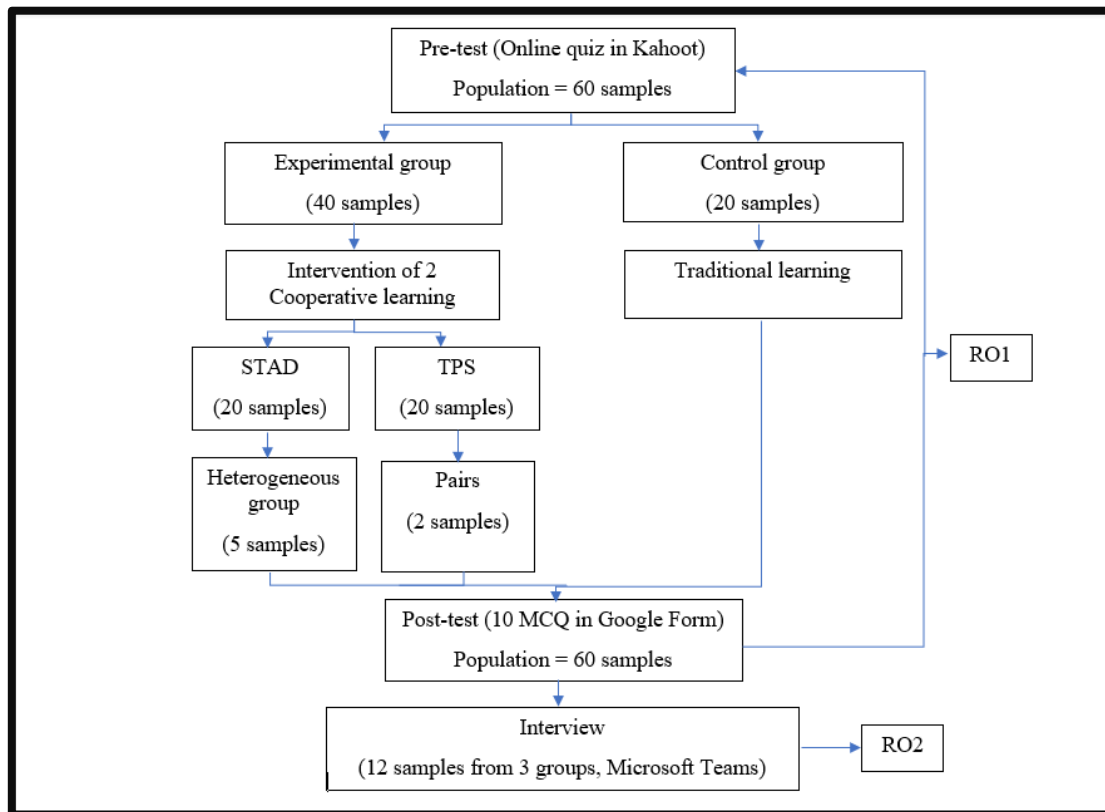 Pre-test (Online quiz in Kahoot)
Population = 60 samples
Experimental group
(40 samples)
Control group
(20 samples)
Intervention of 2
Cooperative learning
Traditional learning
STAD
(20 samples)
TPS
(20 samples)
RO1
Heterogeneous
group
(5 samples)
Pairs
(2 samples)
Post-test (10 MCQ in Google Form)
Population = 60 samples
Interview
(12 samples from 3 groups, Microsoft Teams)
RO2